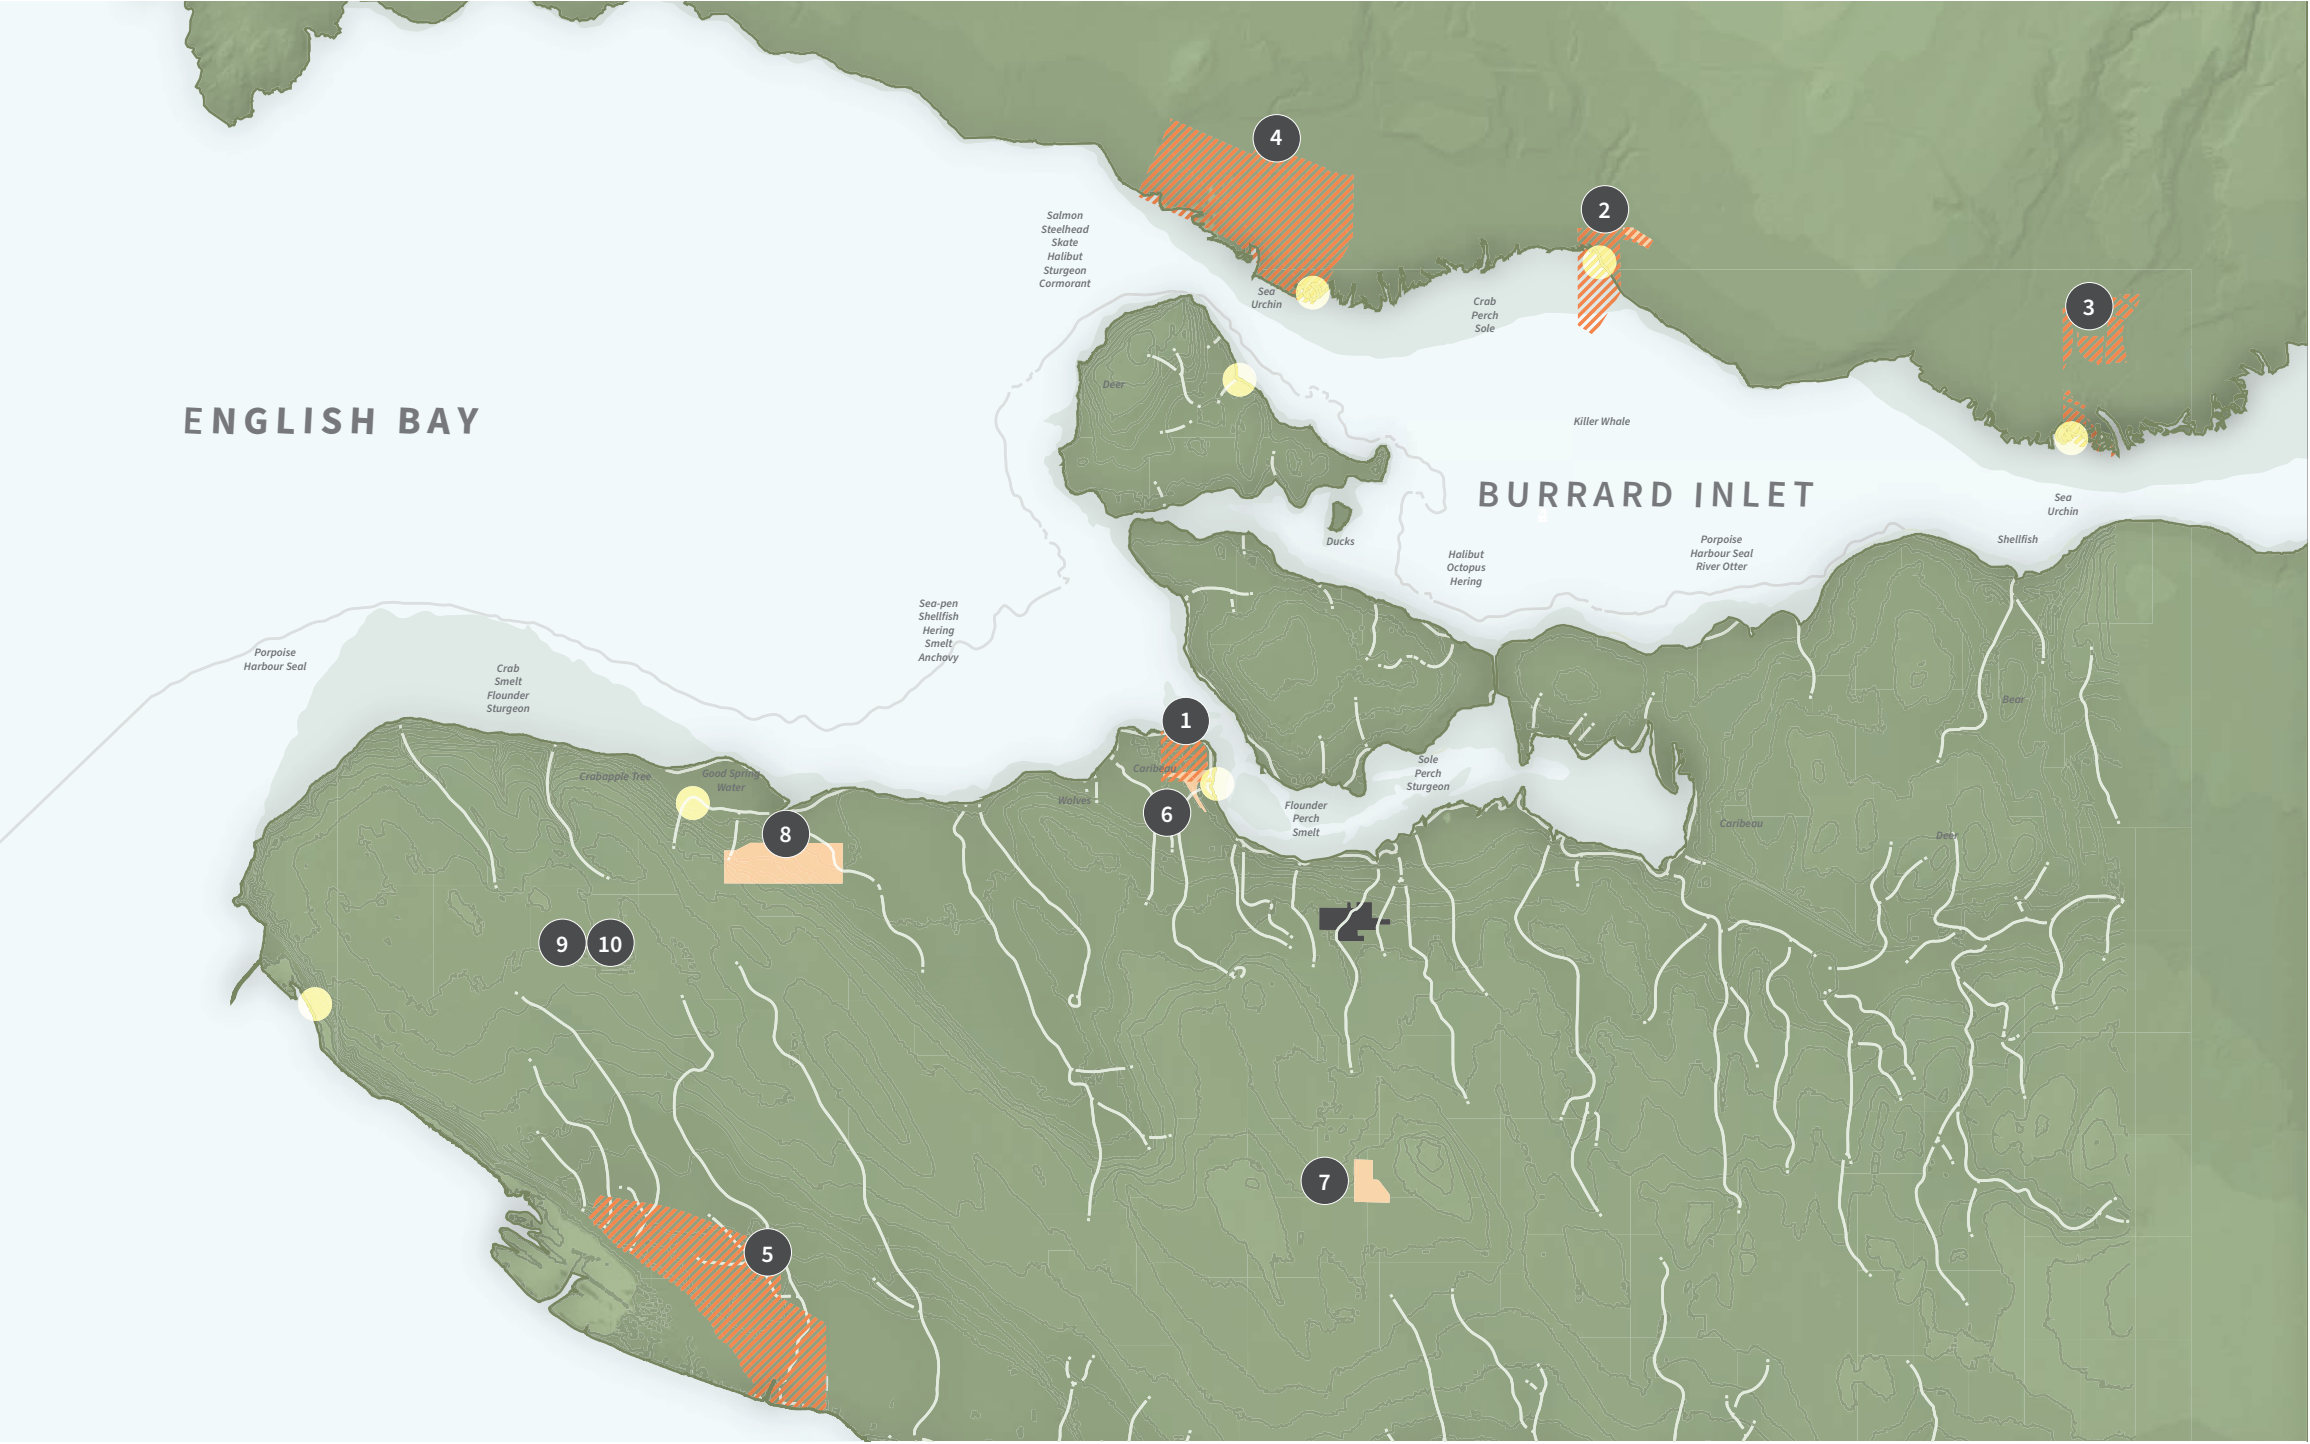 4
2
Salmon
Steelhead
Skate
Halibut
Sturgeon
Cormorant
Sea
Urchin
Crab
Perch
Sole
3
Deer
ENGLISH BAY
Killer Whale
BURRARD INLET
Sea
Urchin
Ducks
Shellfish
Halibut
Octopus
Hering
Porpoise
Harbour Seal
River Otter
Sea-pen
Shellfish
Hering
Smelt
Anchovy
Porpoise
Harbour Seal
Crab
Smelt
Flounder
Sturgeon
Bear
1
Crabapple Tree
Good Spring
Water
Caribeau
Sole
Perch
Sturgeon
Wolves
6
Flounder
Perch
Smelt
Caribeau
Deer
8
9
10
7
5